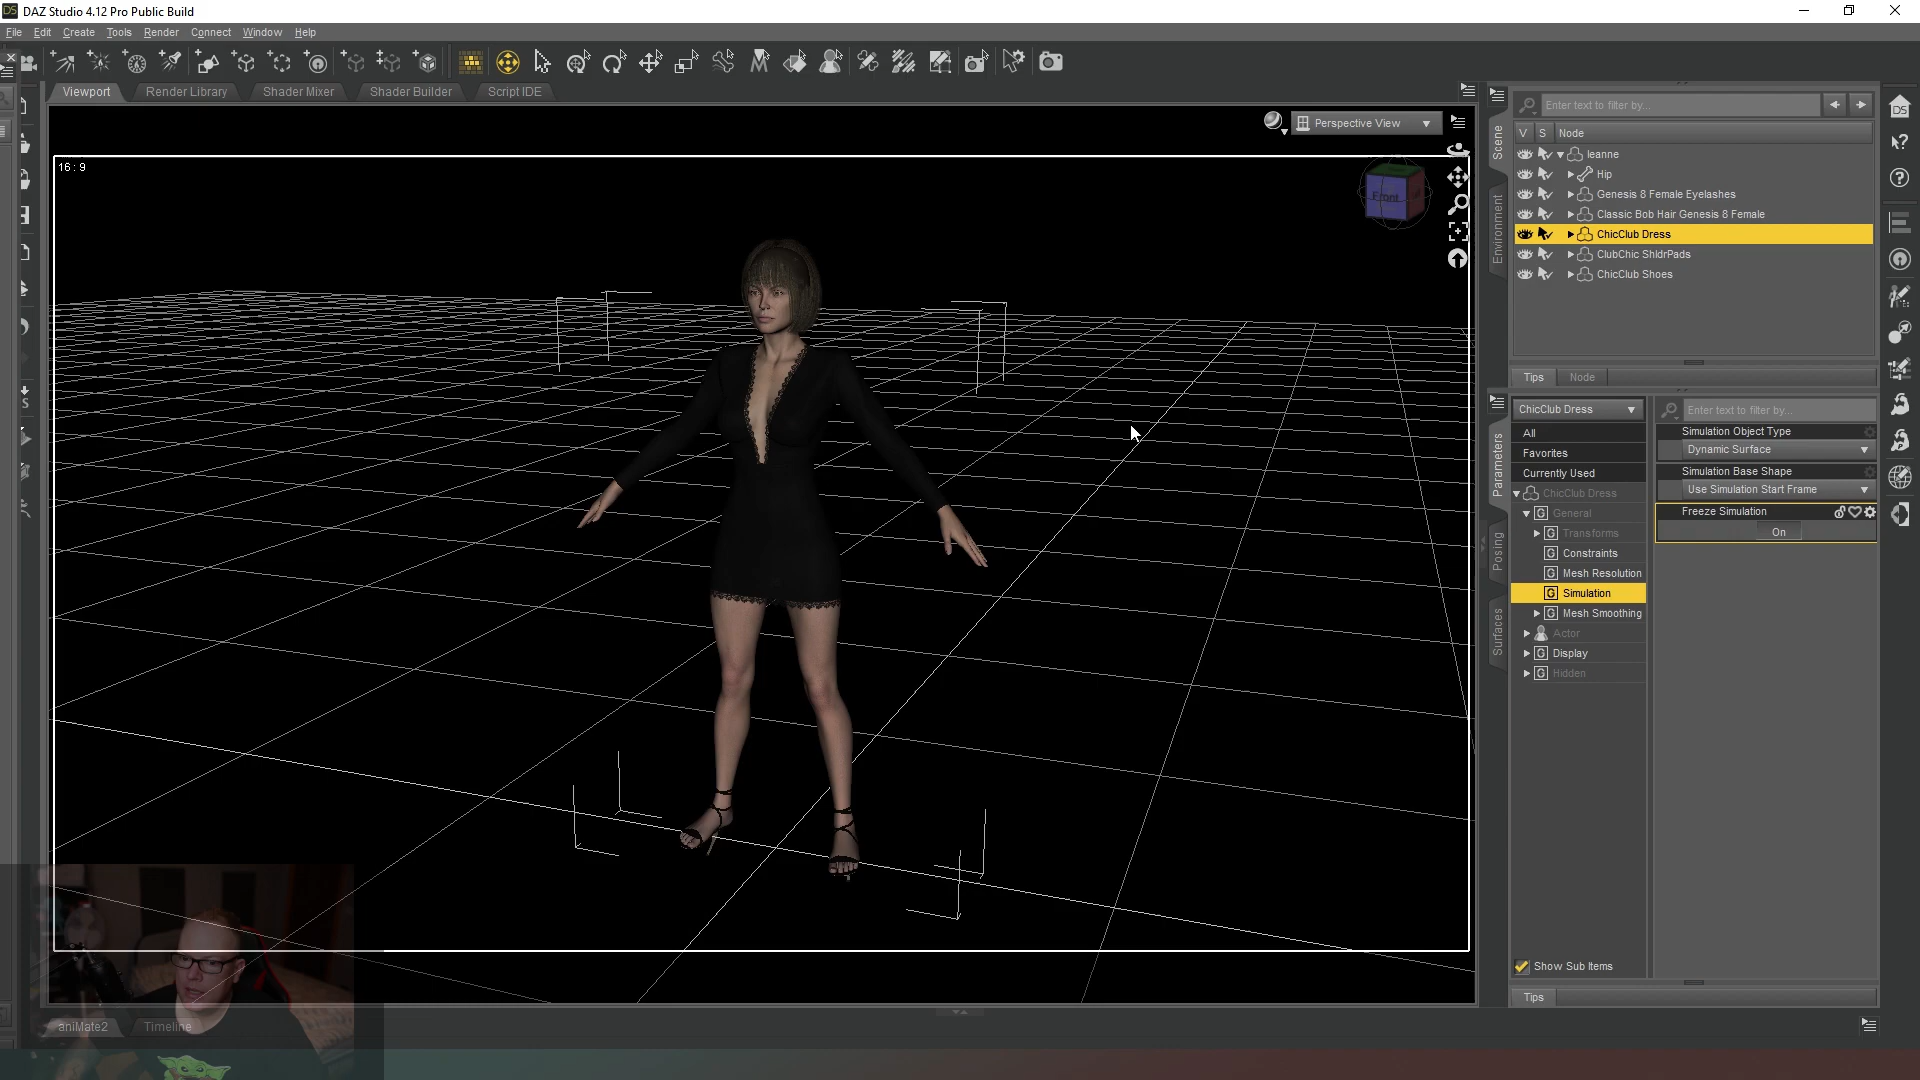 DAZ Studio 4.12 Pro Public Build
File Edit Create Tools Render Connect Window Help
Viewport Render Library Shader Mixer Shader Builder Script IDE
Perspective View
16 : 9
Front
Scene
Environment
Enter text to filter by...
V S Node
leanne
Hip
Genesis 8 Female Eyelashes
Classic Bob Hair Genesis 8 Female
ChicClub Dress
ClubChic ShldrPads
ChicClub Shoes
Tips Node
Parameters
Posing
Surfaces
ChicClub Dress
All
Favorites
Currently Used
ChicClub Dress
General
Transforms
Constraints
Mesh Resolution
Simulation
Mesh Smoothing
Actor
Display
Hidden
Show Sub Items
Enter text to filter by...
Simulation Object Type
Dynamic Surface
Simulation Base Shape
Use Simulation Start Frame
Freeze Simulation
On
Tips
aniMate2 Timeline